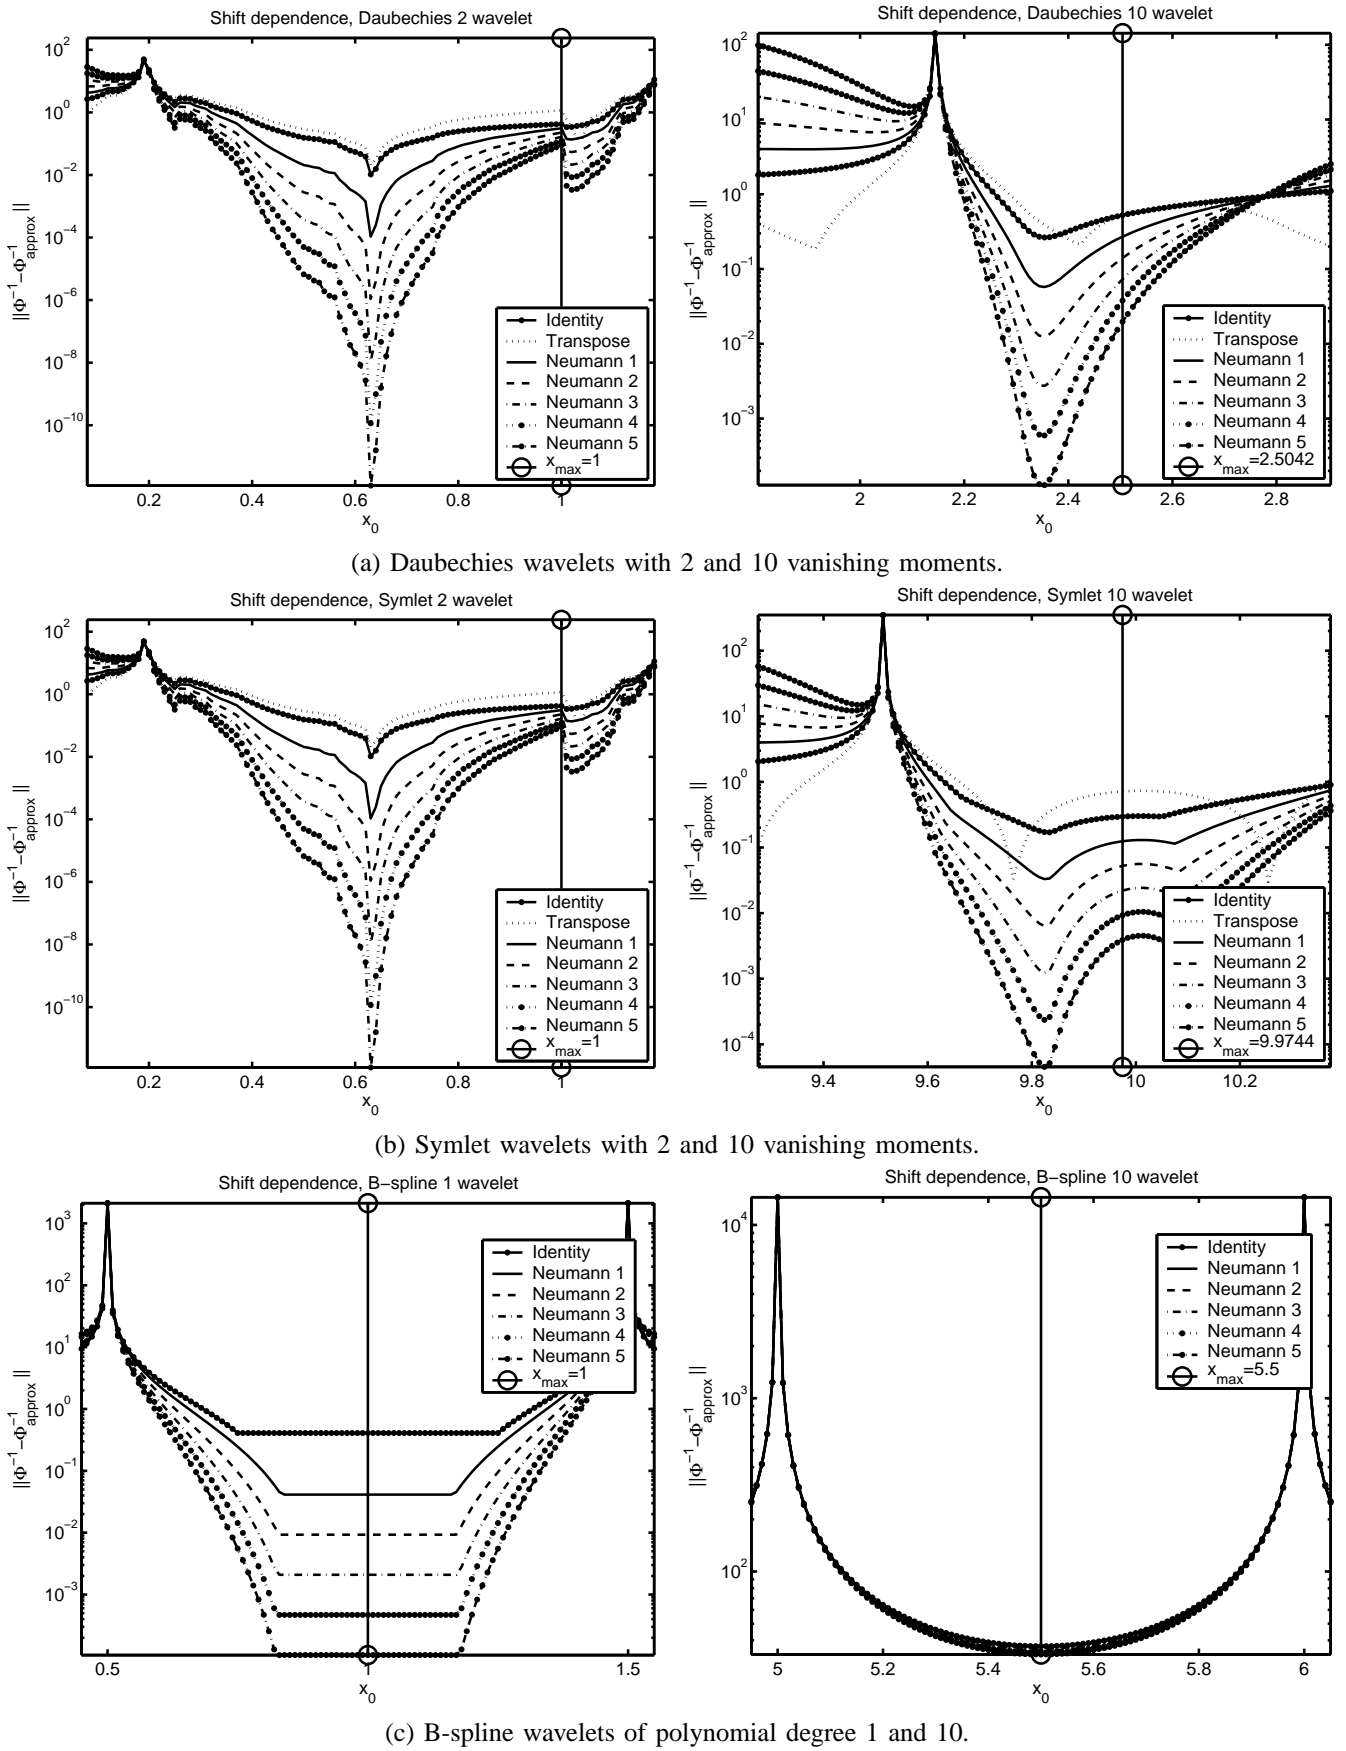 Shift dependence, Daubechies 2 wavelet
10^2
10^0
10^−2
10^−4
10^−6
10^−8
10^−10
||Φ^−1−Φ^−1_approx||
0.2 0.4 0.6 0.8 1
x_0
Identity
Transpose
Neumann 1
Neumann 2
Neumann 3
Neumann 4
Neumann 5
x_max=1
Shift dependence, Daubechies 10 wavelet
10^2
10^1
10^0
10^−1
10^−2
10^−3
||Φ^−1−Φ^−1_approx||
2 2.2 2.4 2.6 2.8
x_0
Identity
Transpose
Neumann 1
Neumann 2
Neumann 3
Neumann 4
Neumann 5
x_max=2.5042
(a) Daubechies wavelets with 2 and 10 vanishing moments.
Shift dependence, Symlet 2 wavelet
10^2
10^0
10^−2
10^−4
10^−6
10^−8
10^−10
||Φ^−1−Φ^−1_approx||
0.2 0.4 0.6 0.8 1
x_0
Identity
Transpose
Neumann 1
Neumann 2
Neumann 3
Neumann 4
Neumann 5
x_max=1
Shift dependence, Symlet 10 wavelet
10^2
10^1
10^0
10^−1
10^−2
10^−3
10^−4
||Φ^−1−Φ^−1_approx||
9.4 9.6 9.8 10 10.2
x_0
Identity
Transpose
Neumann 1
Neumann 2
Neumann 3
Neumann 4
Neumann 5
x_max=9.9744
(b) Symlet wavelets with 2 and 10 vanishing moments.
Shift dependence, B−spline 1 wavelet
10^3
10^2
10^1
10^0
10^−1
10^−2
10^−3
||Φ^−1−Φ^−1_approx||
0.5 1 1.5
x_0
Identity
Neumann 1
Neumann 2
Neumann 3
Neumann 4
Neumann 5
x_max=1
Shift dependence, B−spline 10 wavelet
10^4
10^3
10^2
||Φ^−1−Φ^−1_approx||
5 5.2 5.4 5.6 5.8 6
x_0
Identity
Neumann 1
Neumann 2
Neumann 3
Neumann 4
Neumann 5
x_max=5.5
(c) B-spline wavelets of polynomial degree 1 and 10.